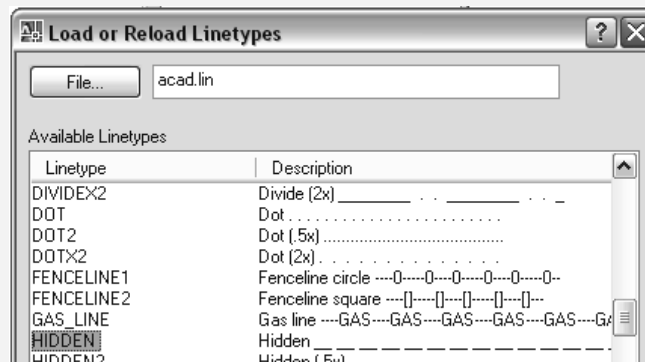 Load or Reload Linetypes
File... acad.lin
Available Linetypes
Linetype Description
DIVIDEX2 Divide (2x) ________ . . ________ . . _
DOT Dot . . . . . . . . . . . . . . . . . . . . . . . .
DOT2 Dot (.5x) ........................................
DOTX2 Dot (2x) . . . . . . . . . . . . . .
FENCELINE1 Fenceline circle ----0-----0----0-----0----0-----0--
FENCELINE2 Fenceline square ----[]-----[]----[]-----[]----[]---
GAS_LINE Gas line ----GAS----GAS----GAS----GAS----GAS----GA
HIDDEN Hidden __ __ __ __ __ __ __ __ __ __ __ __
HIDDEN2 Hidden (.5x)